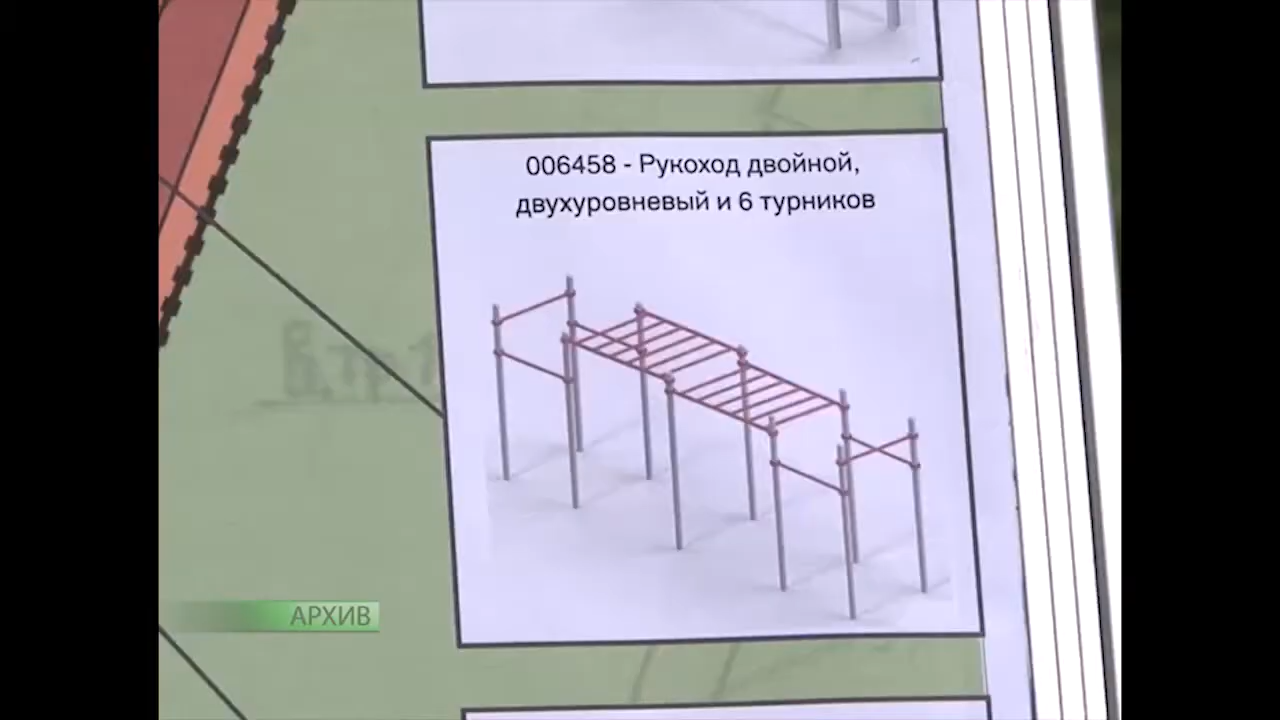 006458 - Рукоход двойной,
двухуровневый и 6 турников
АРХИВ